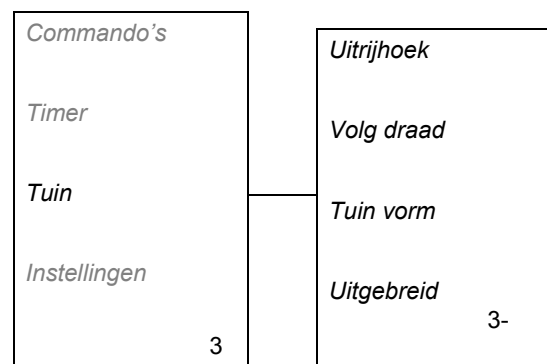 Commando’s
Timer
Tuin
Instellingen
3
Uitrijhoek
Volg draad
Tuin vorm
Uitgebreid
3-